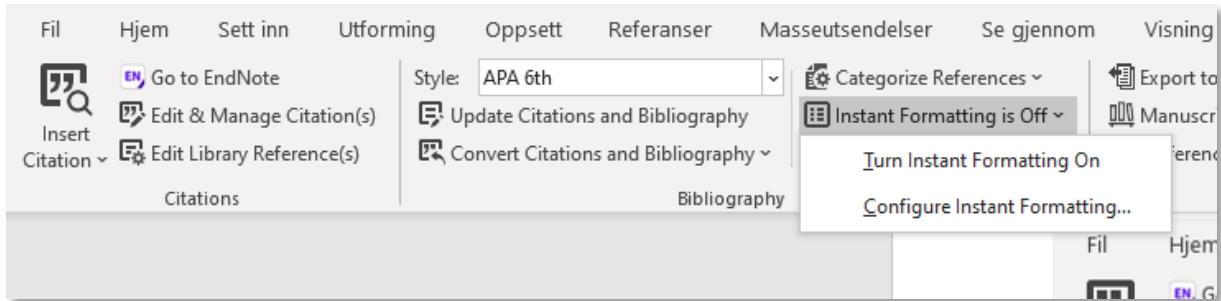 Fil Hjem Sett inn Utforming Oppsett Referanser Masseutsendelser Se gjennom Visning
Go to EndNote Style: APA 6th Categorize References Export to
Edit & Manage Citation(s) Update Citations and Bibliography Instant Formatting is Off Manuscr
Insert
Citation Edit Library Reference(s) Convert Citations and Bibliography Turn Instant Formatting On erenc
Citations Bibliography Configure Instant Formatting...
Fil Hjem
EN G